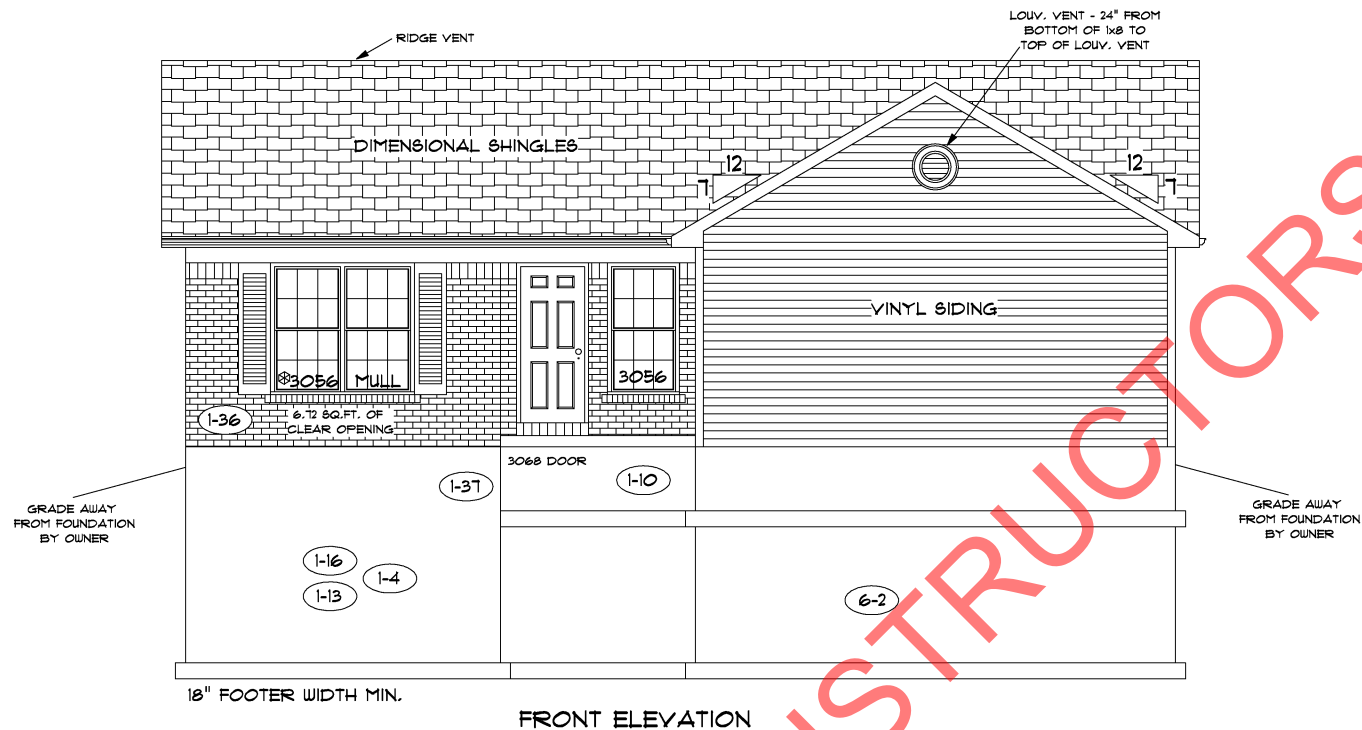 LOUV. VENT - 24" FROM
BOTTOM OF 1x8 TO
TOP OF LOUV. VENT
RIDGE VENT
DIMENSIONAL SHINGLES
12
7
12
7
VINYL SIDING
3056 MULL
3056
6.72 SQ.FT. OF
CLEAR OPENING
1-36
3068 DOOR
1-37
1-10
GRADE AWAY
FROM FOUNDATION
BY OWNER
GRADE AWAY
FROM FOUNDATION
BY OWNER
1-16
1-4
1-13
6-2
18" FOOTER WIDTH MIN.
FRONT ELEVATION